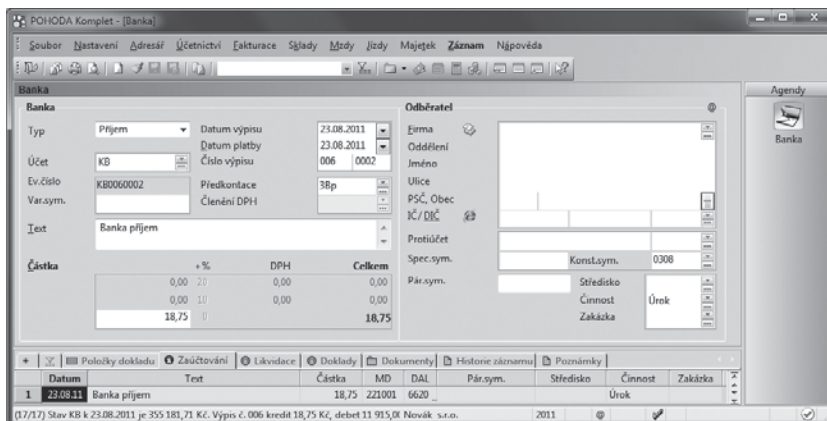 POHODA Komplet - [Banka]
Soubor Nastavení Adresář Účetnictví Fakturace Sklady Mzdy Jízdy Majetek Záznam Nápověda
Banka
Agendy
Banka
Banka
Odběratel @
Typ Příjem
Datum výpisu 23.08.2011
Datum platby 23.08.2011
Účet KB
Číslo výpisu 006 0002
Ev.číslo KB0060002
Předkontace 3Bp
Var.sym.
Členění DPH
Text Banka příjem
Firma
Oddělení
Jméno
Ulice
PSČ, Obec
IČ/ DIČ
Protiúčet
Spec.sym. Konst.sym. 0308
Pár.sym. Středisko
Činnost Úrok
Zakázka
Částka +% DPH Celkem
0,00 20 0,00 0,00
0,00 10 0,00 0,00
18,75 0 18,75
Položky dokladu Zaúčtování Likvidace Doklady Dokumenty Historie záznamu Poznámky
Datum Text Částka MD DAL Pár.sym. Středisko Činnost Zakázka
1 23.08.11 Banka příjem 18,75 221001 6620 _ Úrok
(17/17) Stav KB k 23.08.2011 je 355 181,71 Kč. Výpis č. 006 kredit 18,75 Kč, debet 11 915,0( Novák s.r.o. 2011 @